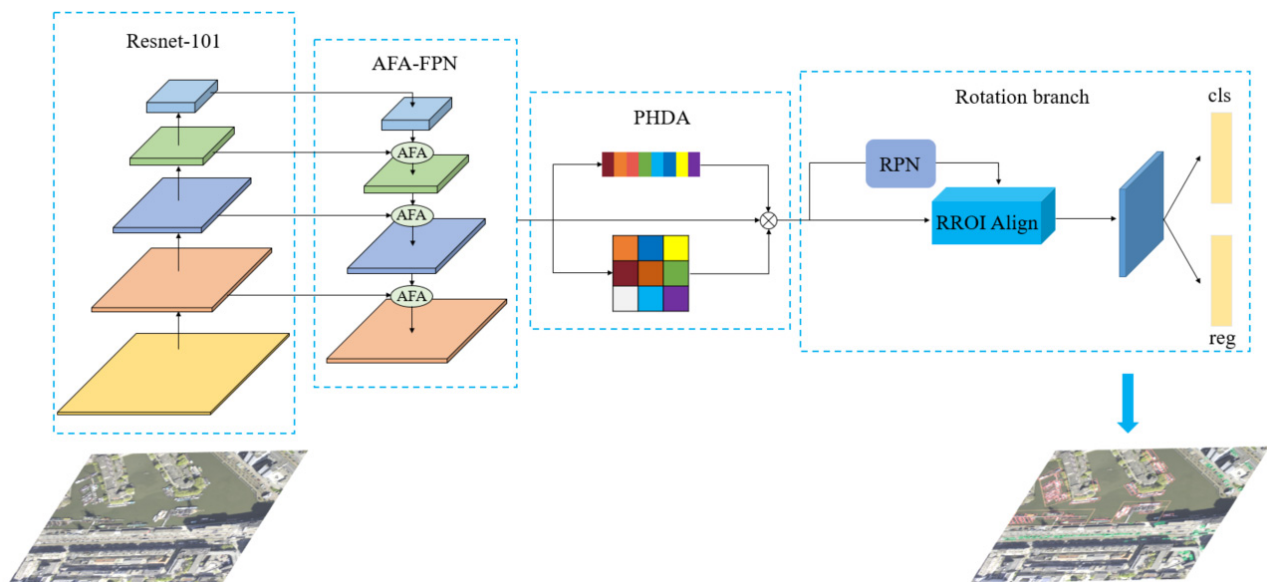 Resnet-101
AFA-FPN
AFA
AFA
AFA
PHDA
Rotation branch
RPN
RROI Align
cls
reg